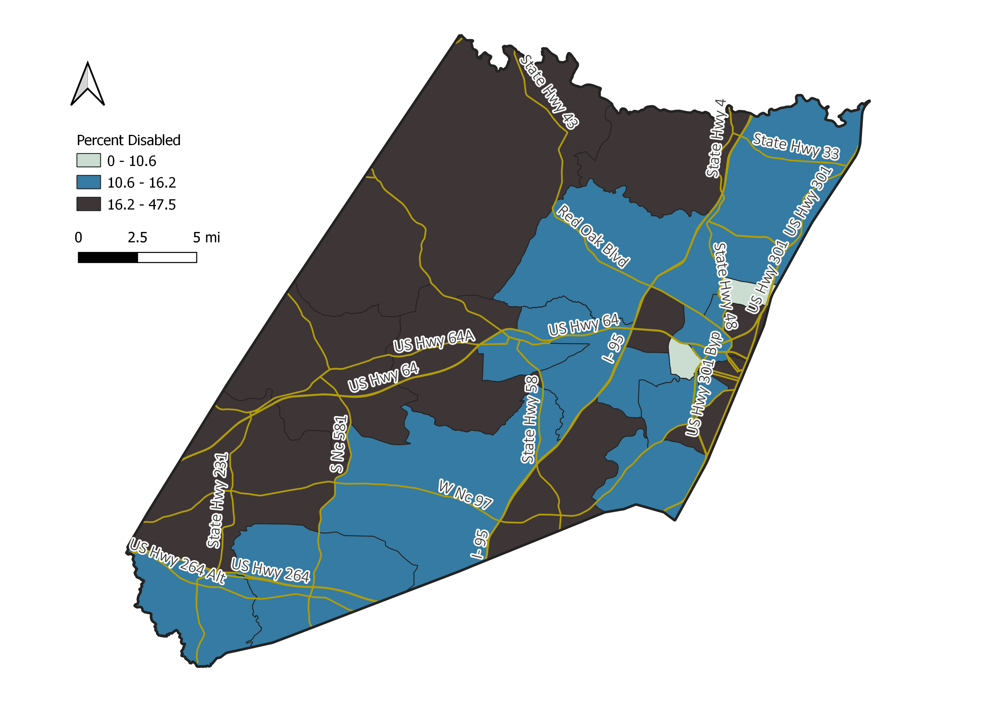 State Hwy 43
State Hwy 4
State Hwy 33
Percent Disabled
0 - 10.6
10.6 - 16.2
16.2 - 47.5
US Hwy 301
Red Oak Blvd
0 2.5 5 mi
State Hwy 48
US Hwy 301
US Hwy 64
US Hwy 64A
I- 95
US Hwy 301 Byp
US Hwy 64
State Hwy 58
S Nc 581
State Hwy 231
W Nc 97
I- 95
US Hwy 264 Alt
US Hwy 264